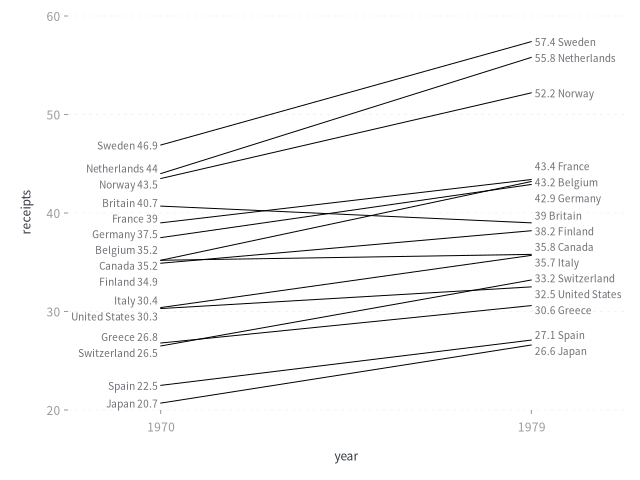 60
57.4 Sweden
55.8 Netherlands
50
52.2 Norway
Sweden 46.9
Netherlands 44
43.4 France
Norway 43.5
43.2 Belgium
Britain 40.7
42.9 Germany
receipts
40
France 39
39 Britain
Germany 37.5
38.2 Finland
Belgium 35.2
35.8 Canada
Canada 35.2
35.7 Italy
Finland 34.9
33.2 Switzerland
Italy 30.4
32.5 United States
30
United States 30.3
30.6 Greece
Greece 26.8
27.1 Spain
Switzerland 26.5
26.6 Japan
Spain 22.5
Japan 20.7
20
1970
1979
year